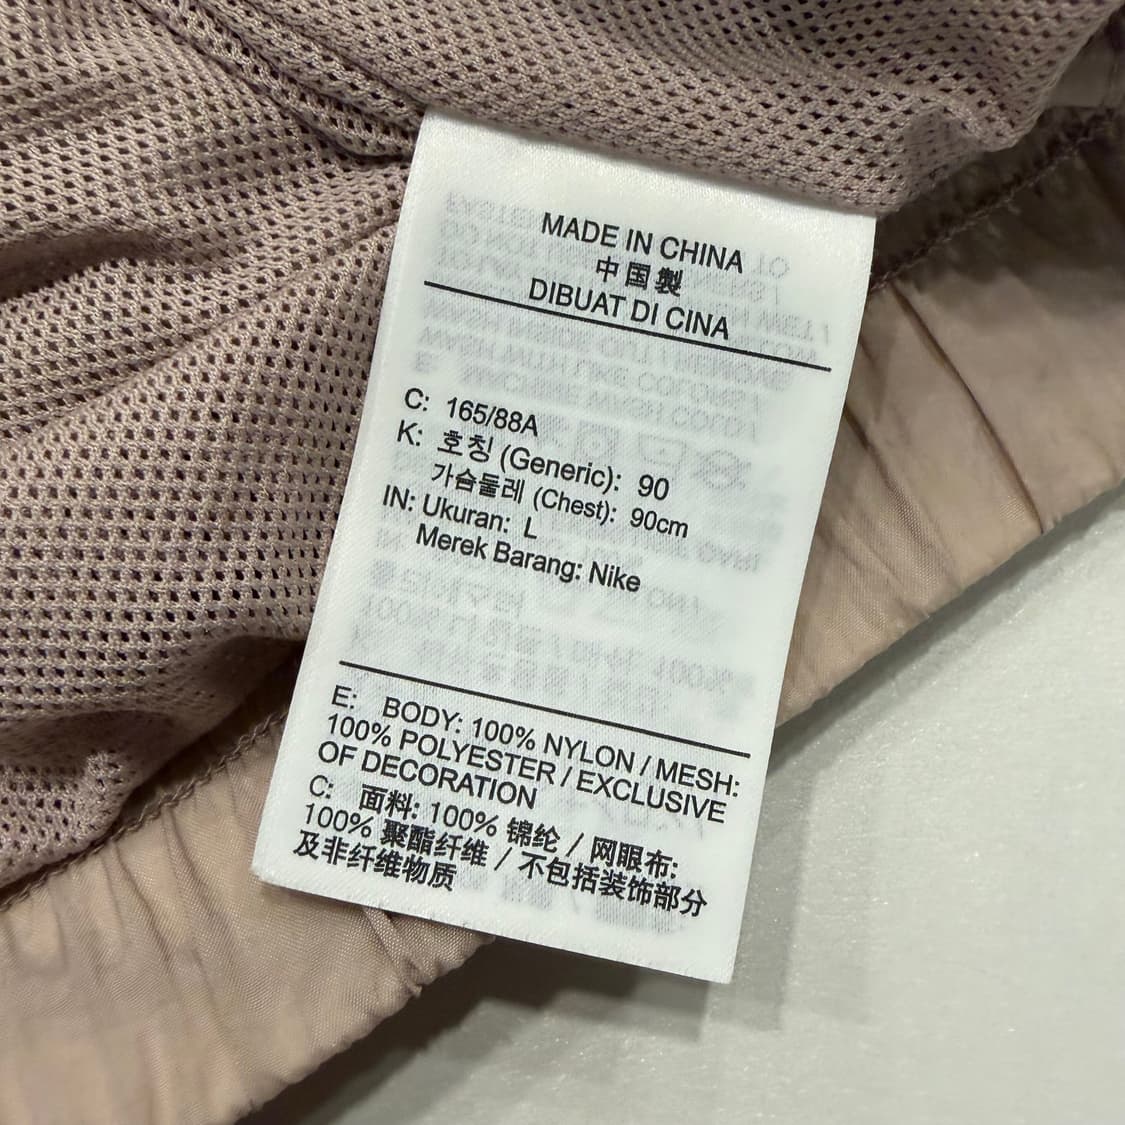 MADE IN CHINA
中国製
DIBUAT DI CINA
C: 165/88A
K: 호칭 (Generic): 90
가슴둘레 (Chest): 90cm
IN: Ukuran: L
Merek Barang: Nike
E: BODY: 100% NYLON / MESH:
100% POLYESTER / EXCLUSIVE
OF DECORATION
C: 面料: 100% 锦纶 / 网眼布:
100% 聚酯纤维 / 不包括装饰部分
及非纤维物质